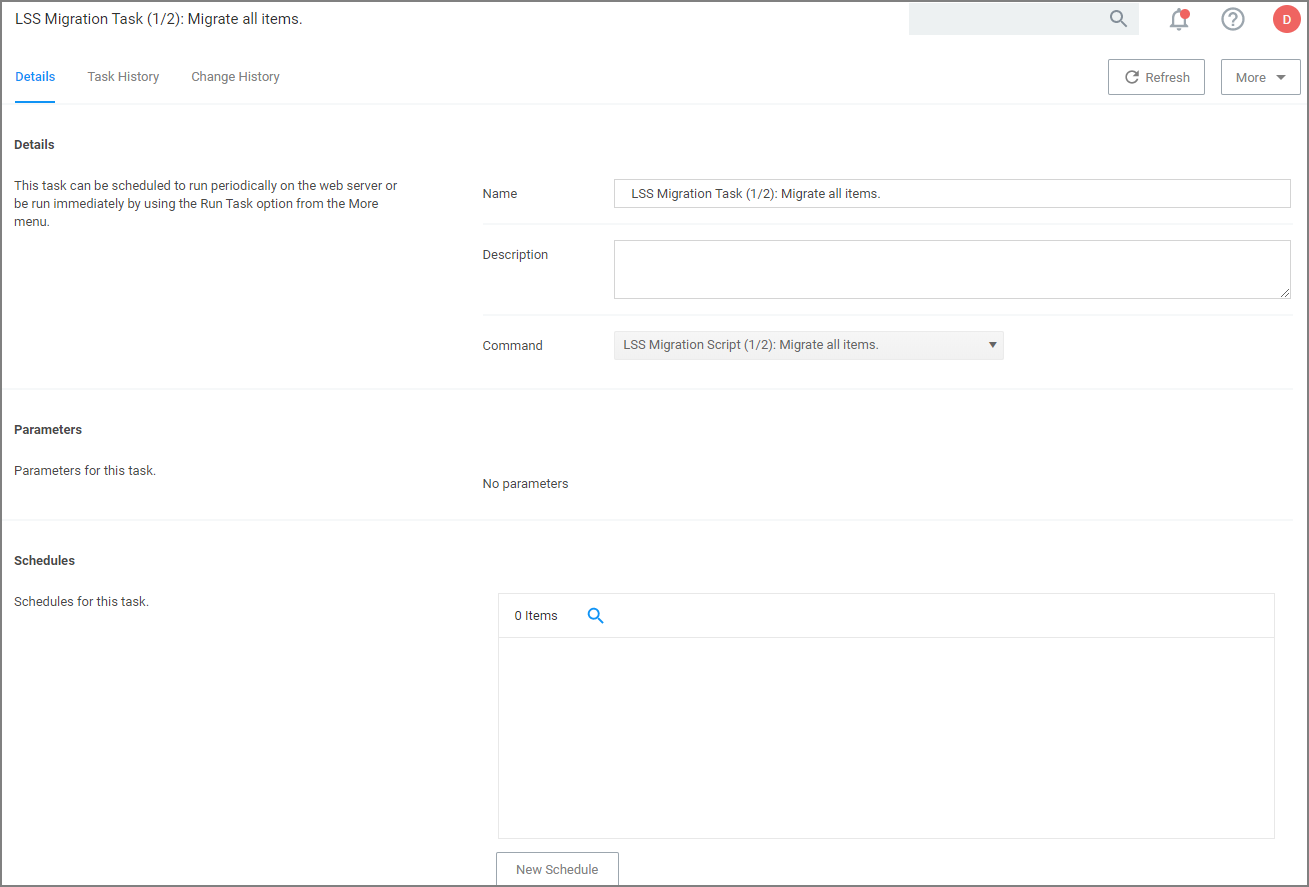 LSS Migration Task (1/2): Migrate all items.
D
Details
Task History
Change History
Refresh
More
Details
This task can be scheduled to run periodically on the web server or
be run immediately by using the Run Task option from the More
menu.
Name
LSS Migration Task (1/2): Migrate all items.
Description
Command
LSS Migration Script (1/2): Migrate all items.
Parameters
Parameters for this task.
No parameters
Schedules
Schedules for this task.
0 Items
New Schedule